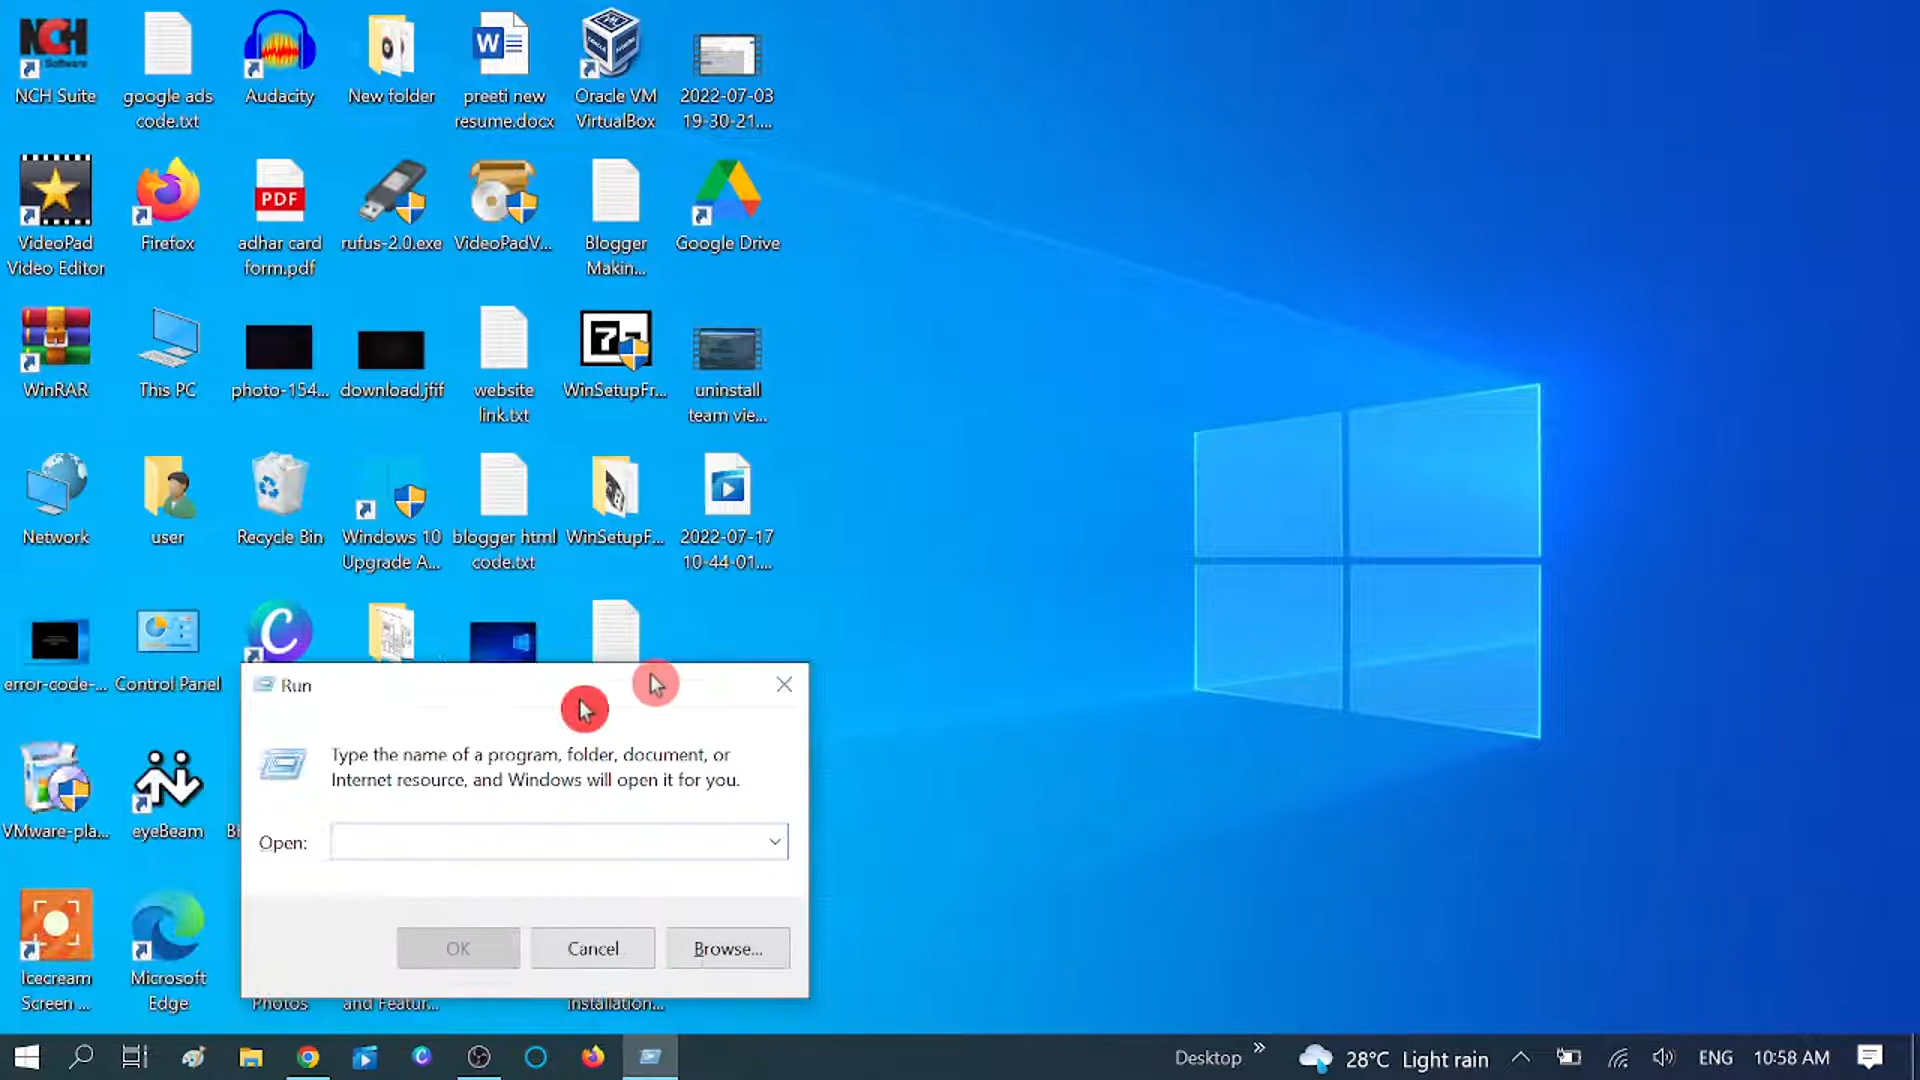 NCH
Software
NCH Suite
google ads
code.txt
Audacity
New folder
W
preeti new
resume.docx
Oracle VM
VirtualBox
2022-07-03
19-30-21....
VideoPad
Video Editor
Firefox
PDF
adhar card
form.pdf
rufus-2.0.exe
VideoPadV...
Blogger
Makin...
Google Drive
WinRAR
This PC
photo-154...
download.jfif
website
link.txt
WinSetupFr...
uninstall
team vie...
Network
user
Recycle Bin
Windows 10
Upgrade A...
blogger html
code.txt
WinSetupF...
2022-07-17
10-44-01....
error-code-...
Control Panel
VMware-pla...
eyeBeam
Icecream
Screen ...
Microsoft
Edge
Photos
and Featur...
Installation...
Run
Type the name of a program, folder, document, or
Internet resource, and Windows will open it for you.
Open:
OK
Cancel
Browse...
Desktop
28°C Light rain
ENG
10:58 AM